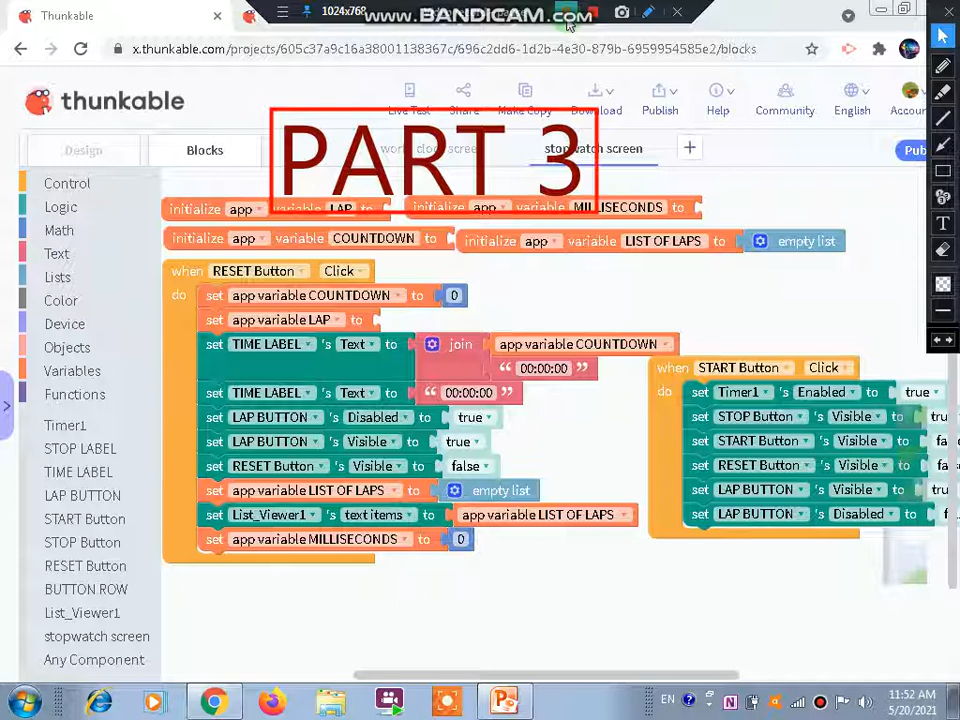 Thunkable
1024x768
www.BANDICAM.com
x.thunkable.com/projects/605c37a9c16a38001138367c/696c2dd6-1d2b-4e30-879b-6959954585e2/blocks
thunkable
Live Test
Share
Make Copy
Download
Publish
Help
Community
English
Accour
Design
Blocks
world clock screen
stopwatch screen
Pub
PART 3
Control
Logic
Math
Text
Lists
Color
Device
Objects
Variables
Functions
Timer1
STOP LABEL
TIME LABEL
LAP BUTTON
START Button
STOP Button
RESET Button
BUTTON ROW
List_Viewer1
stopwatch screen
Any Component
initialize app variable LAP to
initialize app variable MILLISECONDS to
initialize app variable COUNTDOWN to
initialize app variable LIST OF LAPS to empty list
when RESET Button Click
do set app variable COUNTDOWN to 0
set app variable LAP to
set TIME LABEL 's Text to join app variable COUNTDOWN
“ 00:00:00 ”
set TIME LABEL 's Text to “ 00:00:00 ”
set LAP BUTTON 's Disabled to true
set LAP BUTTON 's Visible to true
set RESET Button 's Visible to false
set app variable LIST OF LAPS to empty list
set List_Viewer1 's text items to app variable LIST OF LAPS
set app variable MILLISECONDS to 0
when START Button Click
do set Timer1 's Enabled to true
set STOP Button 's Visible to tru
set START Button 's Visible to fa
set RESET Button 's Visible to fa
set LAP BUTTON 's Visible to tru
set LAP BUTTON 's Disabled to f
EN
11:52 AM
5/20/2021